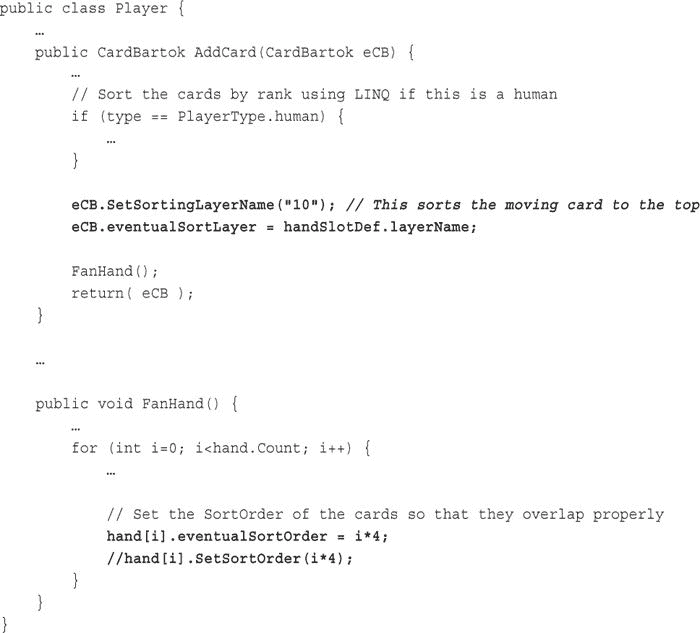 public class Player {
    …
    public CardBartok AddCard(CardBartok eCB) {
        …
        // Sort the cards by rank using LINQ if this is a human
        if (type == PlayerType.human) {
            …
        }

        eCB.SetSortingLayerName("10"); // This sorts the moving card to the top
        eCB.eventualSortLayer = handSlotDef.layerName;

        FanHand();
        return( eCB );
    }

    …

    public void FanHand() {
        …
        for (int i=0; i<hand.Count; i++) {
            …

            // Set the SortOrder of the cards so that they overlap properly
            hand[i].eventualSortOrder = i*4;
            //hand[i].SetSortOrder(i*4);
        }
    }
}